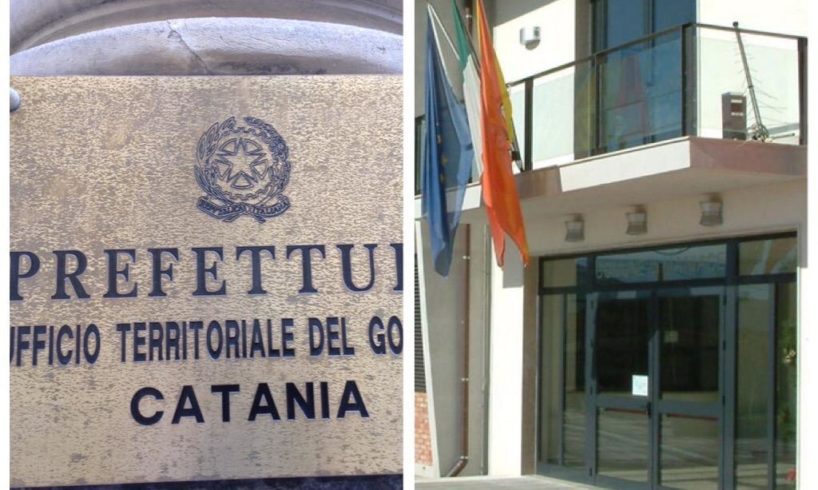 PREFETTU
UFFICIO TERRITORIALE DEL GO
CATANIA